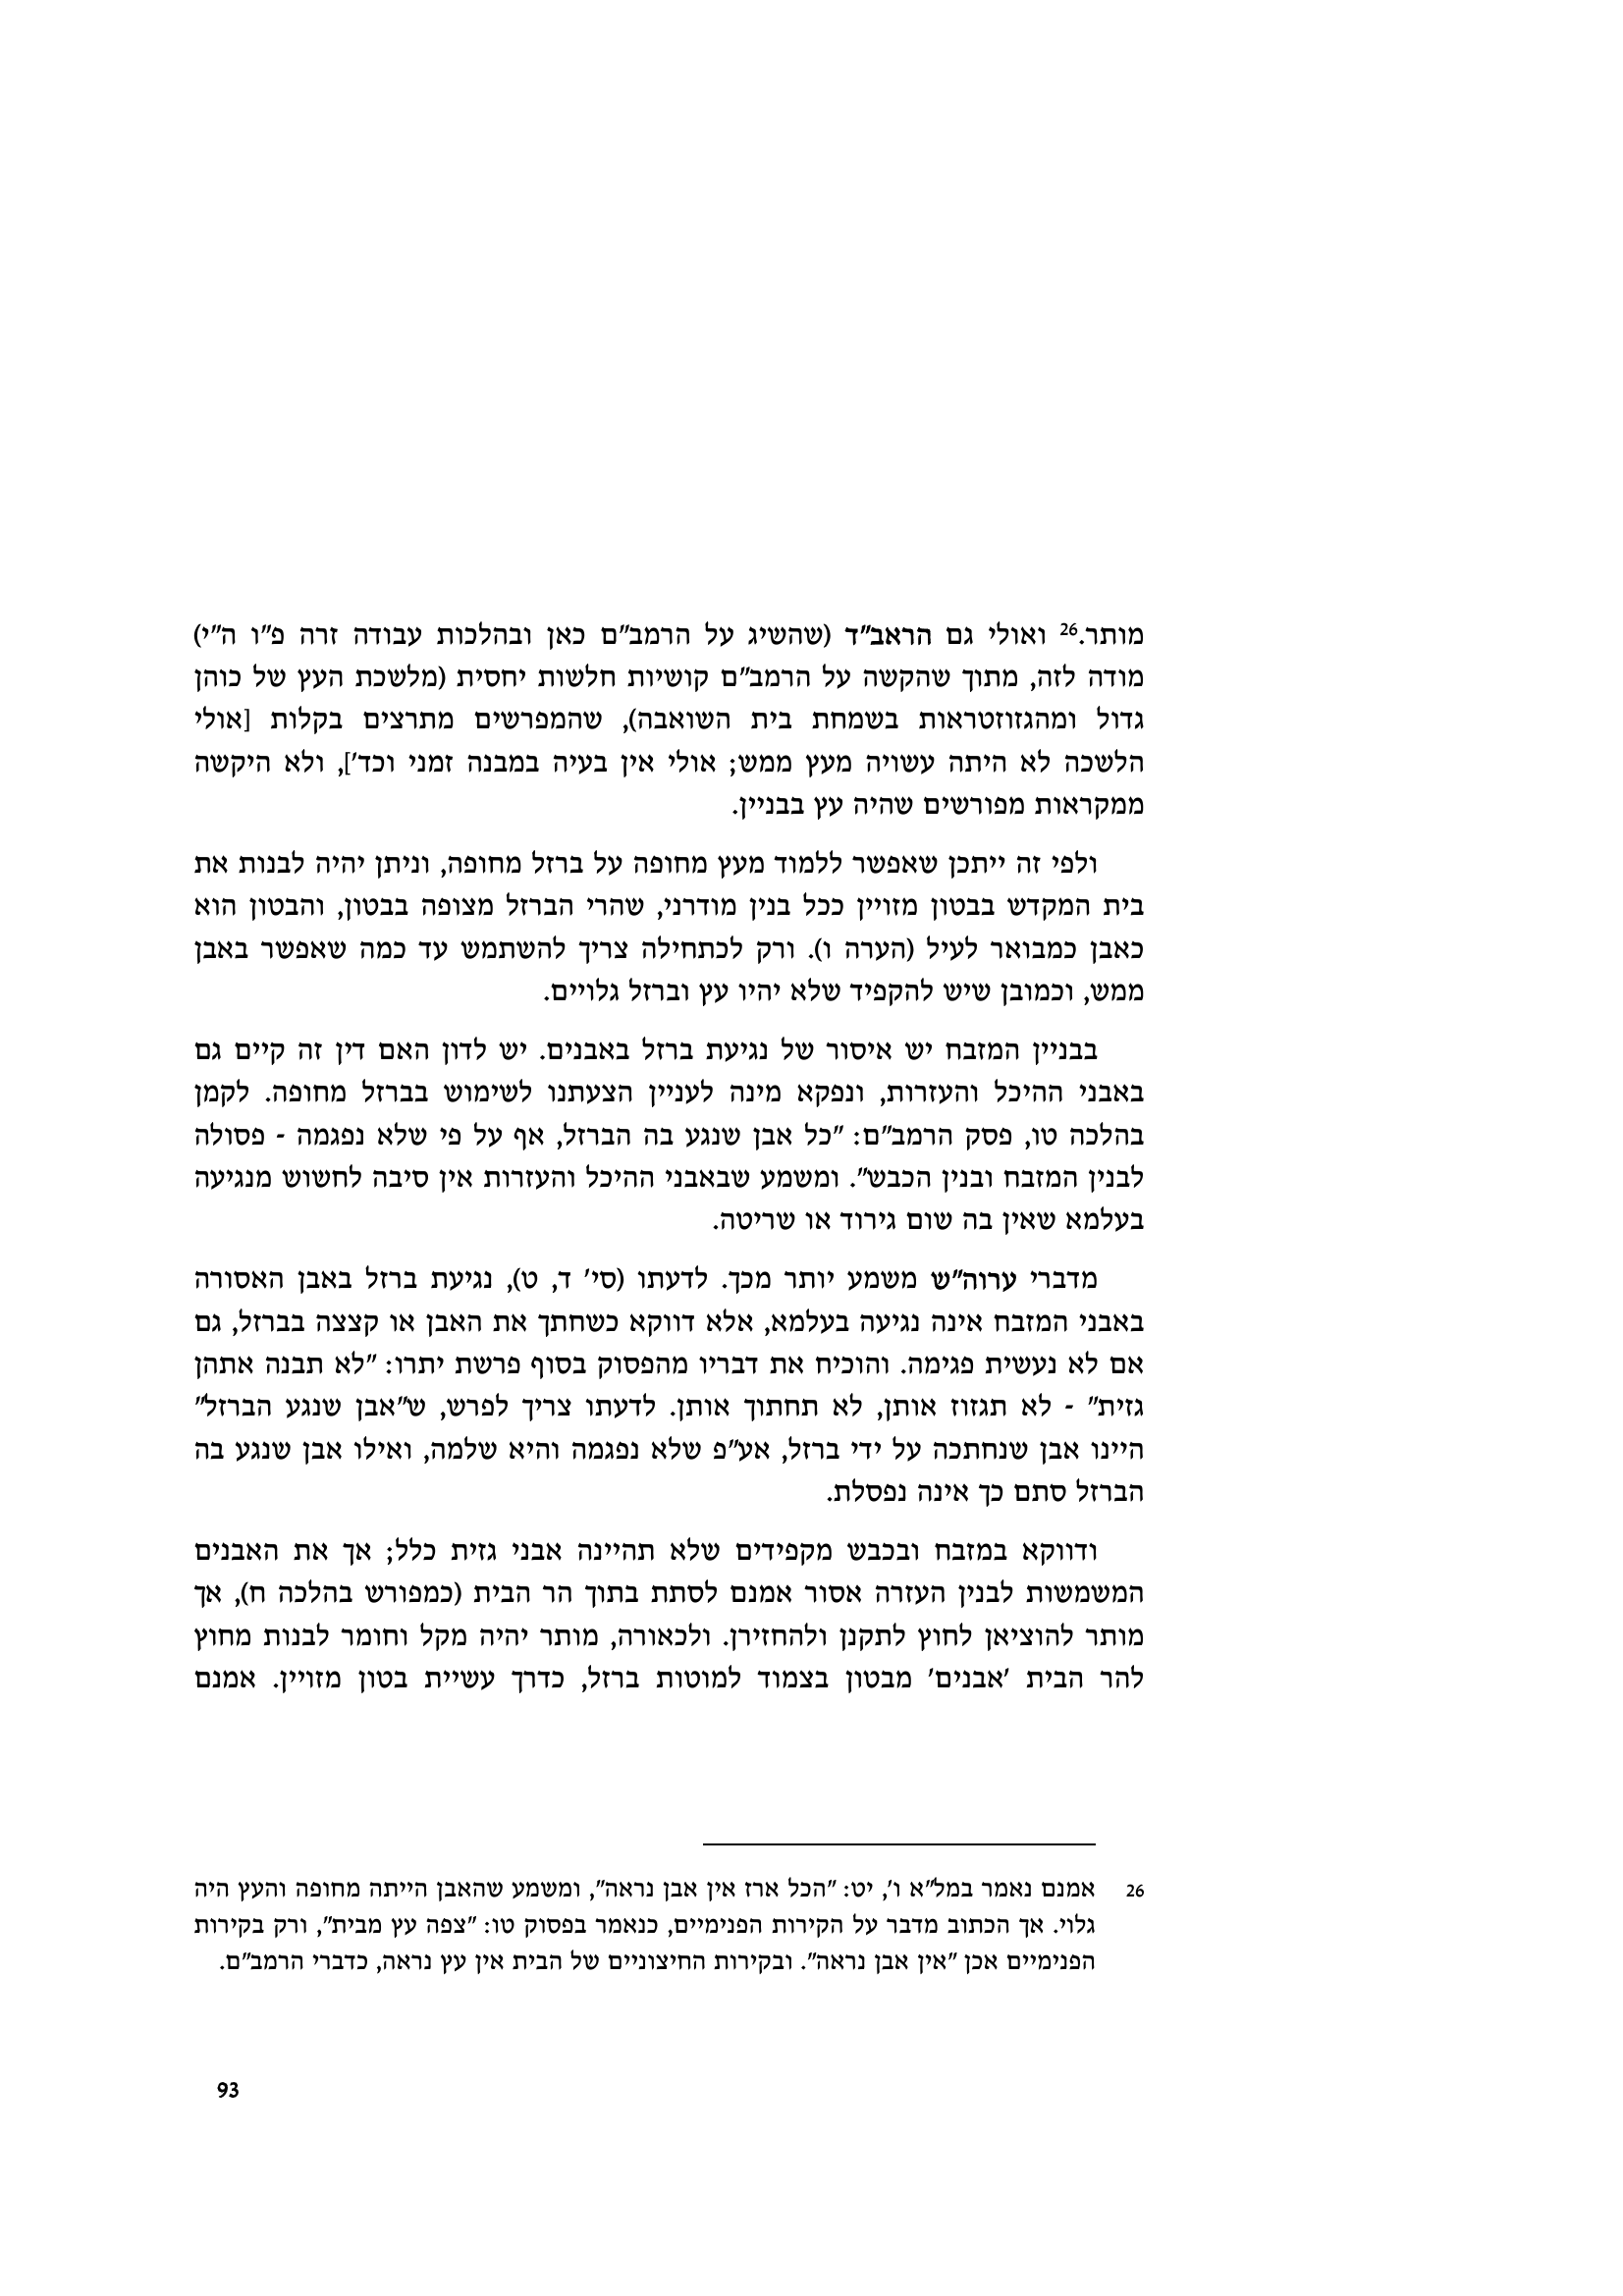 מותר.26 ואולי גם הראב"ד (שהשיג על הרמב"ם כאן ובהלכות עבודה זרה פ"ו ה"י)
מודה לזה, מתוך שהקשה על הרמב"ם קושיות חלשות יחסית (מלשכת העץ של כוהן
גדול ומהגזוזטראות בשמחת בית השואבה), שהמפרשים מתרצים בקלות [אולי
הלשכה לא היתה עשויה מעץ ממש; אולי אין בעיה במבנה זמני וכד'], ולא היקשה
ממקראות מפורשים שהיה עץ בבניין.
ולפי זה ייתכן שאפשר ללמוד מעץ מחופה על ברזל מחופה, וניתן יהיה לבנות את
בית המקדש בבטון מזויין ככל בנין מודרני, שהרי הברזל מצופה בבטון, והבטון הוא
כאבן כמבואר לעיל (הערה ו). ורק לכתחילה צריך להשתמש עד כמה שאפשר באבן
ממש, וכמובן שיש להקפיד שלא יהיו עץ וברזל גלויים.
בבניין המזבח יש איסור של נגיעת ברזל באבנים. יש לדון האם דין זה קיים גם
באבני ההיכל והעזרות, ונפקא מינה לעניין הצעתנו לשימוש בברזל מחופה. לקמן
בהלכה טו, פסק הרמב"ם: "כל אבן שנגע בה הברזל, אף על פי שלא נפגמה - פסולה
לבנין המזבח ובנין הכבש". ומשמע שבאבני ההיכל והעזרות אין סיבה לחשוש מנגיעה
בעלמא שאין בה שום גירוד או שריטה.
מדברי ערוה"ש משמע יותר מכך. לדעתו (סי' ד, ט), נגיעת ברזל באבן האסורה
באבני המזבח אינה נגיעה בעלמא, אלא דווקא כשחתך את האבן או קצצה בברזל, גם
אם לא נעשית פגימה. והוכיח את דבריו מהפסוק בסוף פרשת יתרו: "לא תבנה אתהן
גזית" - לא תגזוז אותן, לא תחתוך אותן. לדעתו צריך לפרש, ש"אבן שנגע הברזל"
היינו אבן שנחתכה על ידי ברזל, אע"פ שלא נפגמה והיא שלמה, ואילו אבן שנגע בה
הברזל סתם כך אינה נפסלת.
ודווקא במזבח ובכבש מקפידים שלא תהיינה אבני גזית כלל; אך את האבנים
המשמשות לבנין העזרה אסור אמנם לסתת בתוך הר הבית (כמפורש בהלכה ח), אך
מותר להוציאן לחוץ לתקנן ולהחזירן. ולכאורה, מותר יהיה מקל וחומר לבנות מחוץ
להר הבית 'אבנים' מבטון בצמוד למוטות ברזל, כדרך עשיית בטון מזויין. אמנם
26 אמנם נאמר במל"א ו', יט: "הכל ארז אין אבן נראה", ומשמע שהאבן הייתה מחופה והעץ היה
גלוי. אך הכתוב מדבר על הקירות הפנימיים, כנאמר בפסוק טו: "צפה עץ מבית", ורק בקירות
הפנימיים אכן "אין אבן נראה". ובקירות החיצוניים של הבית אין עץ נראה, כדברי הרמב"ם.
93